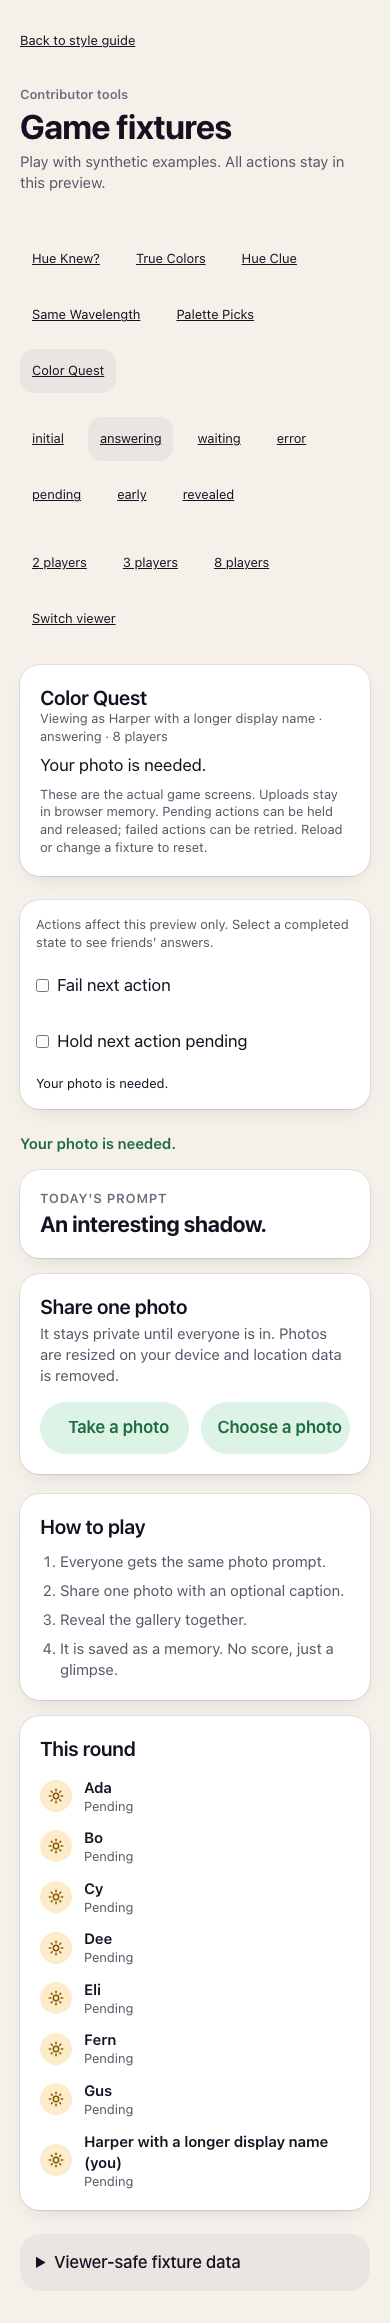 Back to style guide
Contributor tools
Game fixtures
Play with synthetic examples. All actions stay in
this preview.
Hue Knew? True Colors Hue Clue
Same Wavelength Palette Picks
Color Quest
initial answering waiting error
pending early revealed
2 players 3 players 8 players
Switch viewer
Color Quest
Viewing as Harper with a longer display name ·
answering · 8 players
Your photo is needed.
These are the actual game screens. Uploads stay
in browser memory. Pending actions can be held
and released; failed actions can be retried. Reload
or change a fixture to reset.
Actions affect this preview only. Select a completed
state to see friends’ answers.
Fail next action
Hold next action pending
Your photo is needed.
Your photo is needed.
TODAY'S PROMPT
An interesting shadow.
Share one photo
It stays private until everyone is in. Photos
are resized on your device and location data
is removed.
Take a photo Choose a photo
How to play
1. Everyone gets the same photo prompt.
2. Share one photo with an optional caption.
3. Reveal the gallery together.
4. It is saved as a memory. No score, just a
glimpse.
This round
Ada
Pending
Bo
Pending
Cy
Pending
Dee
Pending
Eli
Pending
Fern
Pending
Gus
Pending
Harper with a longer display name
(you)
Pending
Viewer-safe fixture data